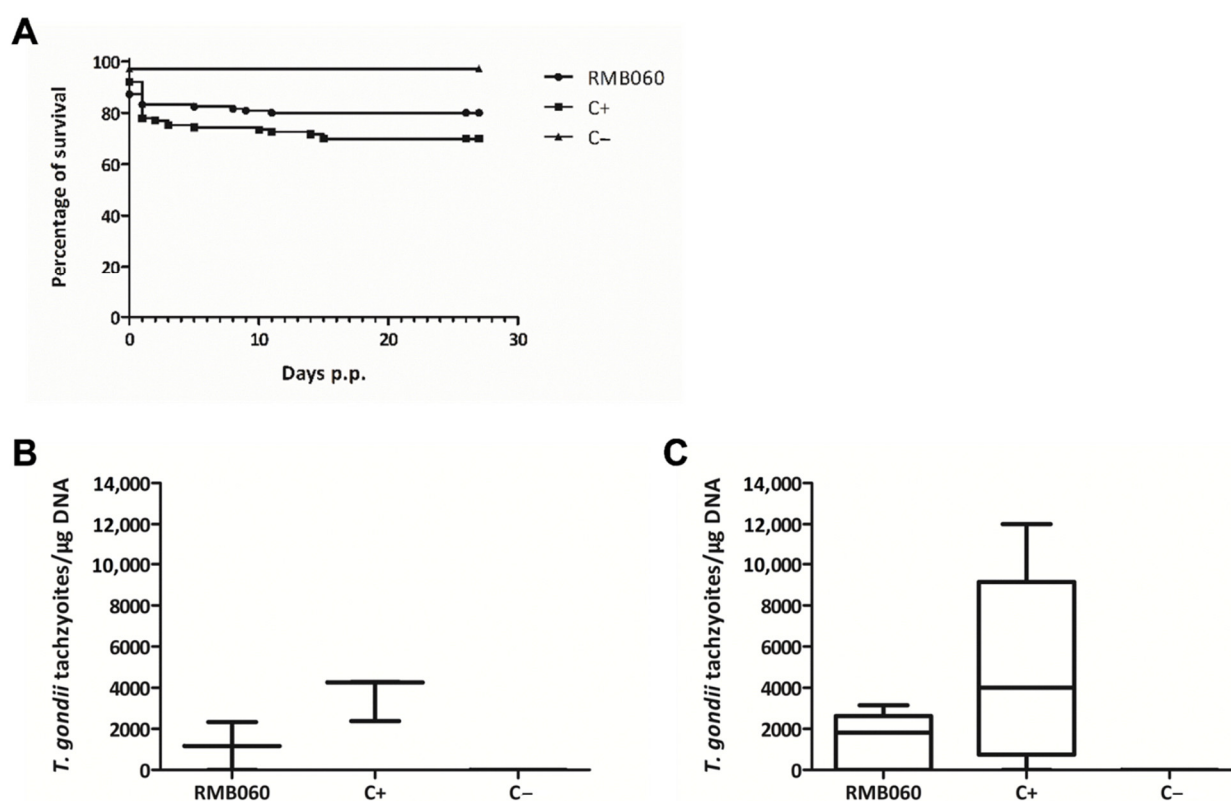 A
100
80
60
40
20
0
0 10 20 30
Percentage of survival
Days p.p.
RMB060
C+
C–
B
T. gondii tachzyoites/µg DNA
14,000
12,000
10,000
8000
6000
4000
2000
0
RMB060 C+ C–
C
T. gondii tachzyoites/µg DNA
14,000
12,000
10,000
8000
6000
4000
2000
0
RMB060 C+ C–